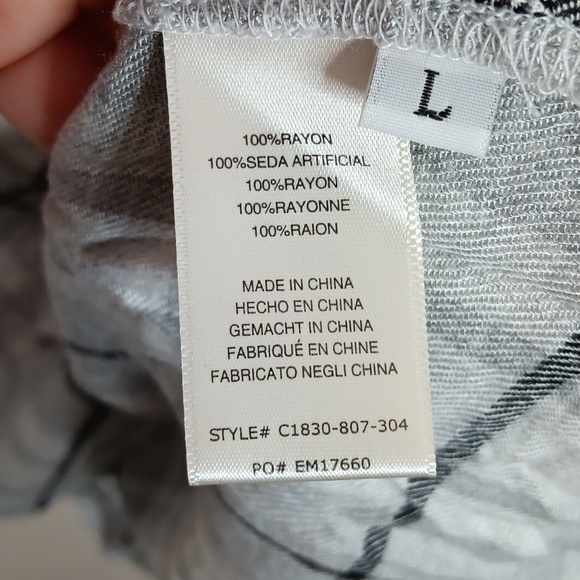 L
100%RAYON
100%SEDA ARTIFICIAL
100%RAYON
100%RAYONNE
100%RAION
MADE IN CHINA
HECHO EN CHINA
GEMACHT IN CHINA
FABRIQUÉ EN CHINE
FABRICATO NEGLI CHINA
STYLE# C1830-807-304
PO# EM17660